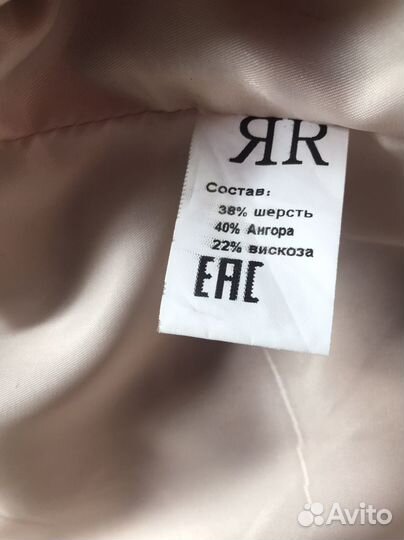 ЯR
Состав:
38% шерсть
40% Ангора
22% вискоза
EAC
Avito